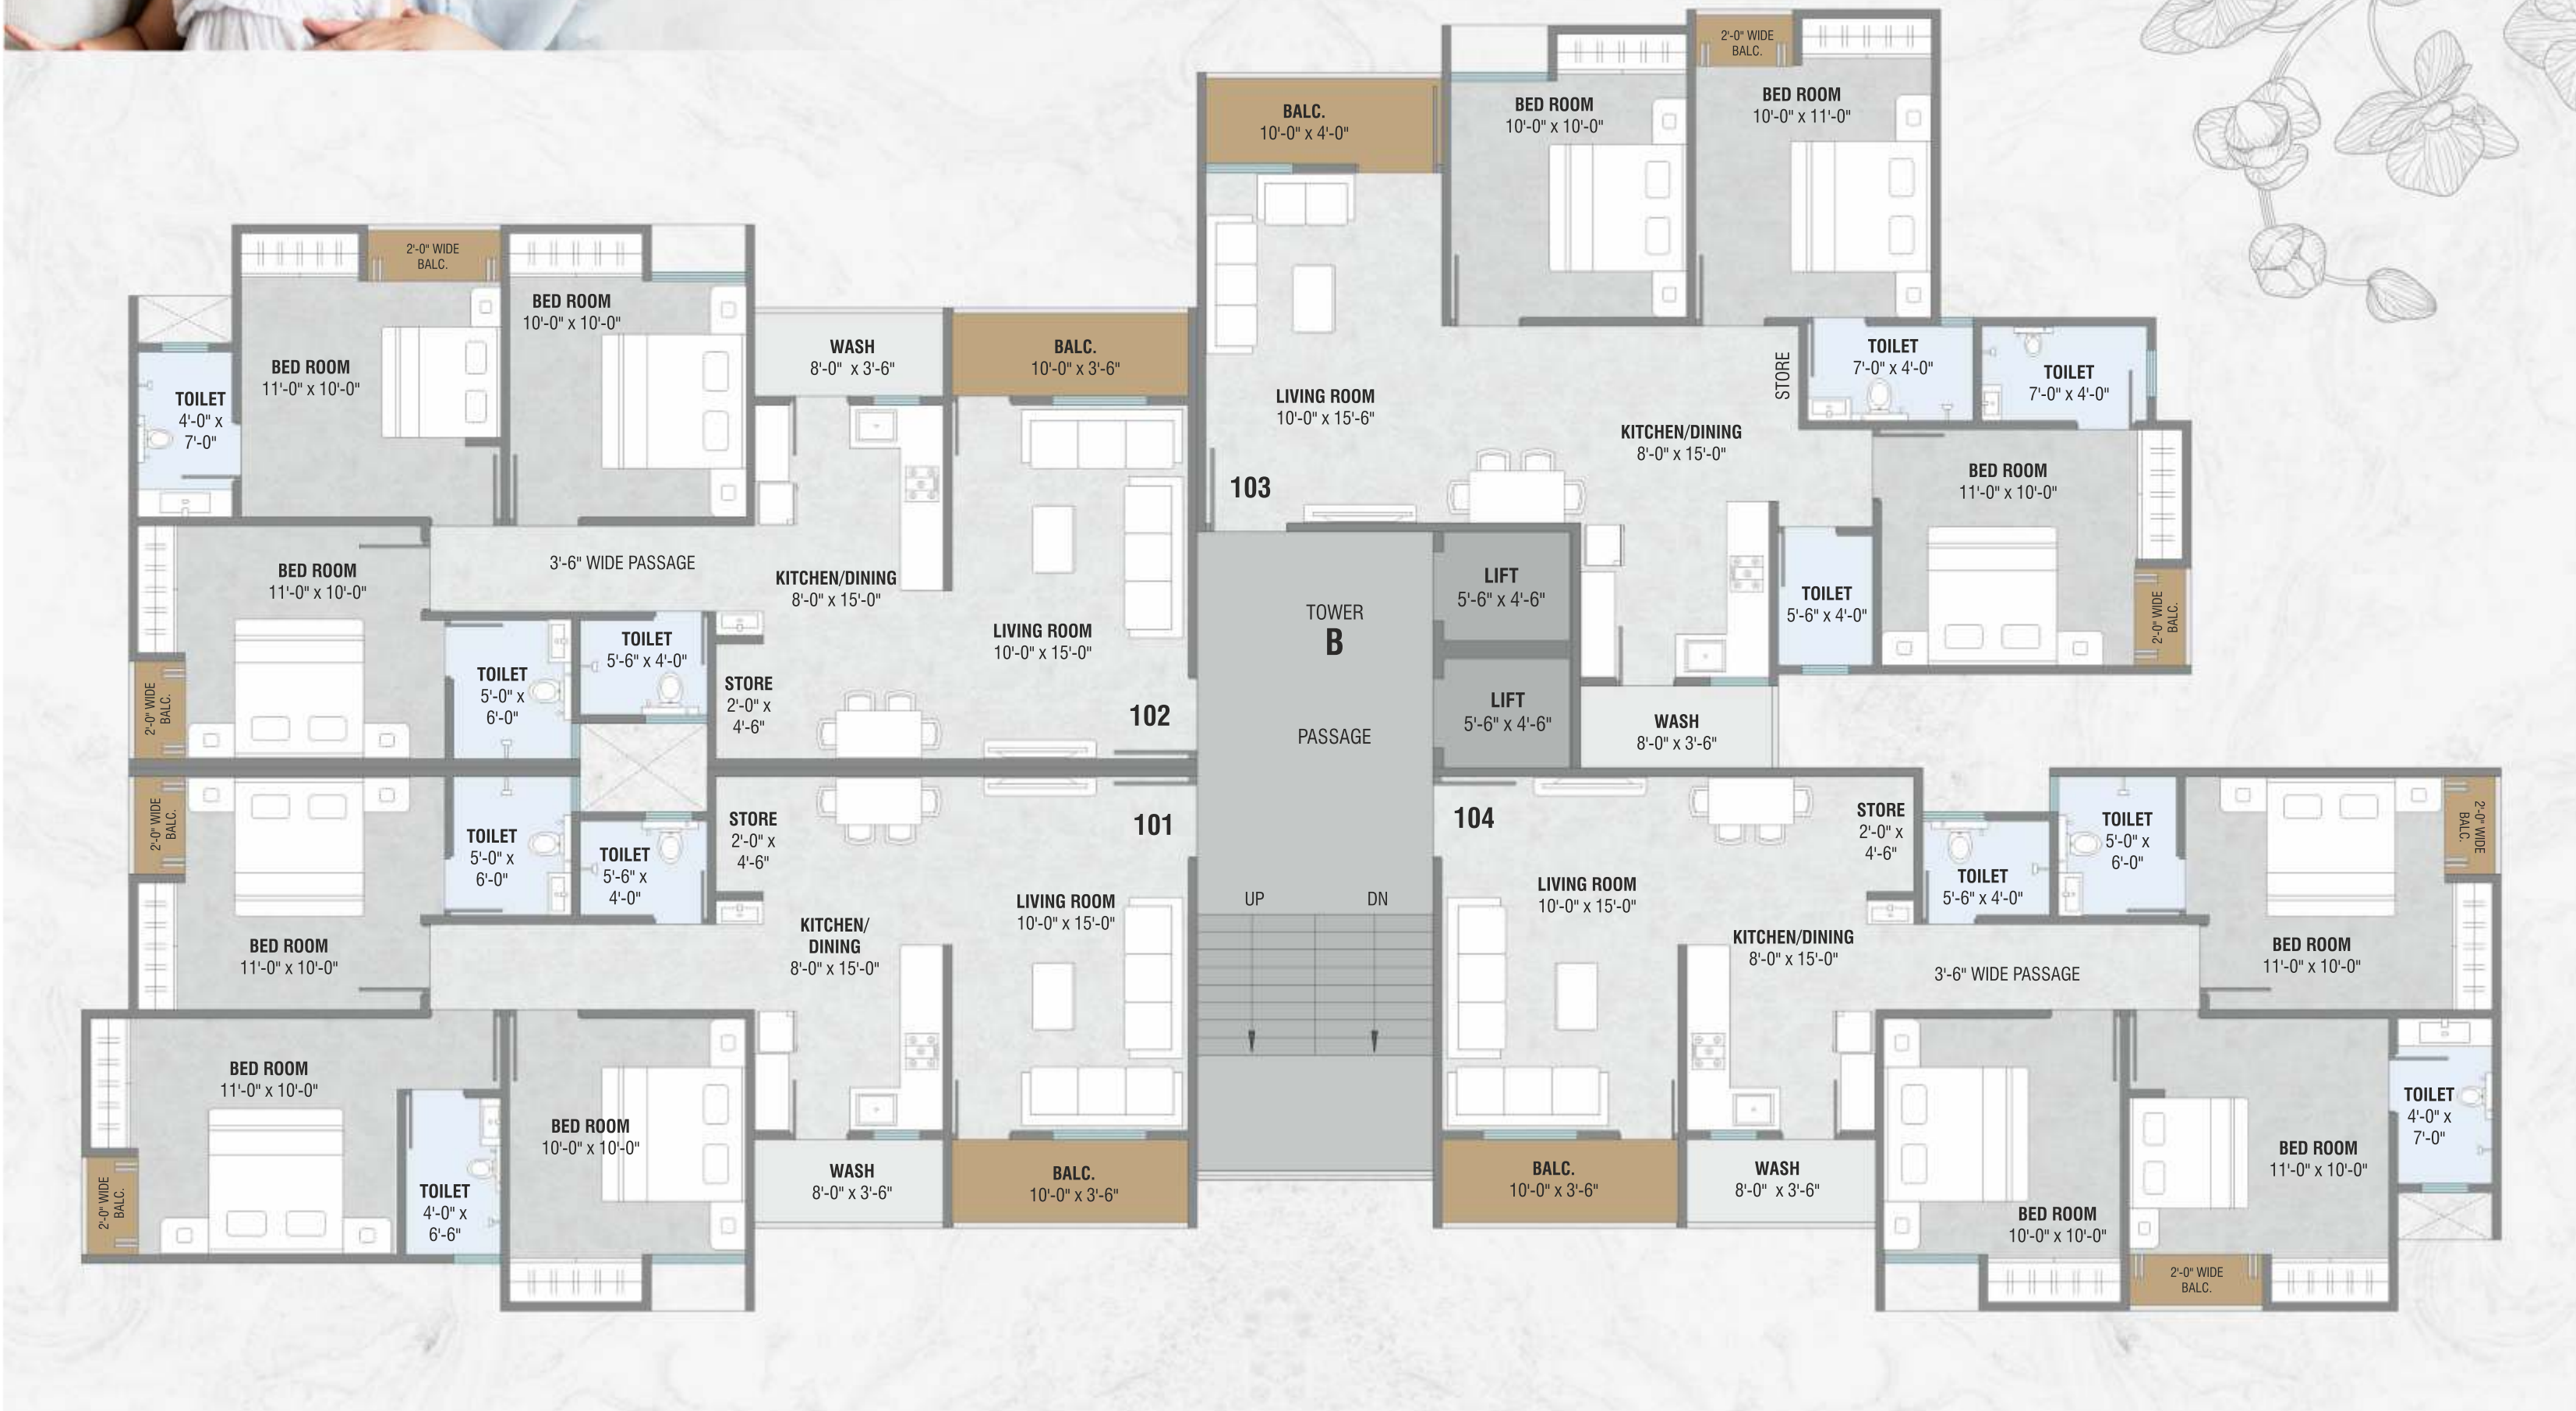 2'-0" WIDE
BALC.
BALC.
10'-0" x 4'-0"
BED ROOM
10'-0" x 10'-0"
BED ROOM
10'-0" x 11'-0"
LIVING ROOM
10'-0" x 15'-6"
103
STORE
TOILET
7'-0" x 4'-0"
TOILET
7'-0" x 4'-0"
KITCHEN/DINING
8'-0" x 15'-0"
BED ROOM
11'-0" x 10'-0"
2'-0" WIDE
BALC.
TOILET
5'-6" x 4'-0"
WASH
8'-0" x 3'-6"
LIFT
5'-6" x 4'-6"
LIFT
5'-6" x 4'-6"
TOWER
B
PASSAGE
UP
DN
2'-0" WIDE
BALC.
BED ROOM
11'-0" x 10'-0"
BED ROOM
10'-0" x 10'-0"
WASH
8'-0" x 3'-6"
BALC.
10'-0" x 3'-6"
TOILET
4'-0" x
7'-0"
BED ROOM
11'-0" x 10'-0"
3'-6" WIDE PASSAGE
KITCHEN/DINING
8'-0" x 15'-0"
LIVING ROOM
10'-0" x 15'-0"
2'-0" WIDE
BALC.
TOILET
5'-0" x
6'-0"
TOILET
5'-6" x 4'-0"
STORE
2'-0" x
4'-6"
102
2'-0" WIDE
BALC.
TOILET
5'-0" x
6'-0"
TOILET
5'-6" x
4'-0"
STORE
2'-0" x
4'-6"
101
BED ROOM
11'-0" x 10'-0"
KITCHEN/
DINING
8'-0" x 15'-0"
LIVING ROOM
10'-0" x 15'-0"
BED ROOM
11'-0" x 10'-0"
2'-0" WIDE
BALC.
TOILET
4'-0" x
6'-6"
BED ROOM
10'-0" x 10'-0"
WASH
8'-0" x 3'-6"
BALC.
10'-0" x 3'-6"
104
LIVING ROOM
10'-0" x 15'-0"
STORE
2'-0" x
4'-6"
TOILET
5'-6" x 4'-0"
TOILET
5'-0" x
6'-0"
2'-0" WIDE
BALC.
KITCHEN/DINING
8'-0" x 15'-0"
3'-6" WIDE PASSAGE
BED ROOM
11'-0" x 10'-0"
BALC.
10'-0" x 3'-6"
WASH
8'-0" x 3'-6"
BED ROOM
10'-0" x 10'-0"
BED ROOM
11'-0" x 10'-0"
TOILET
4'-0" x
7'-0"
2'-0" WIDE
BALC.